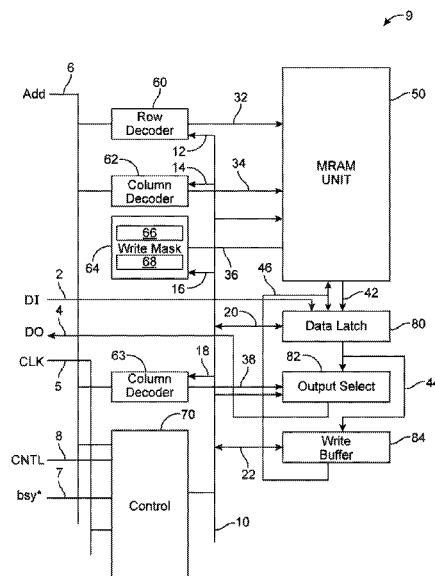 9
6
Add
60
Row
Decoder
32
50
12
62
14
34
MRAM
UNIT
Column
Decoder
66
Write Mask
64
68
36
46
2
16
42
DI
4
20
Data Latch
80
DO
63
18
38
82
CLK
5
Column
Decoder
Output Select
44
70
8
CNTL
Write
Buffer
84
7
22
bsy*
Control
10